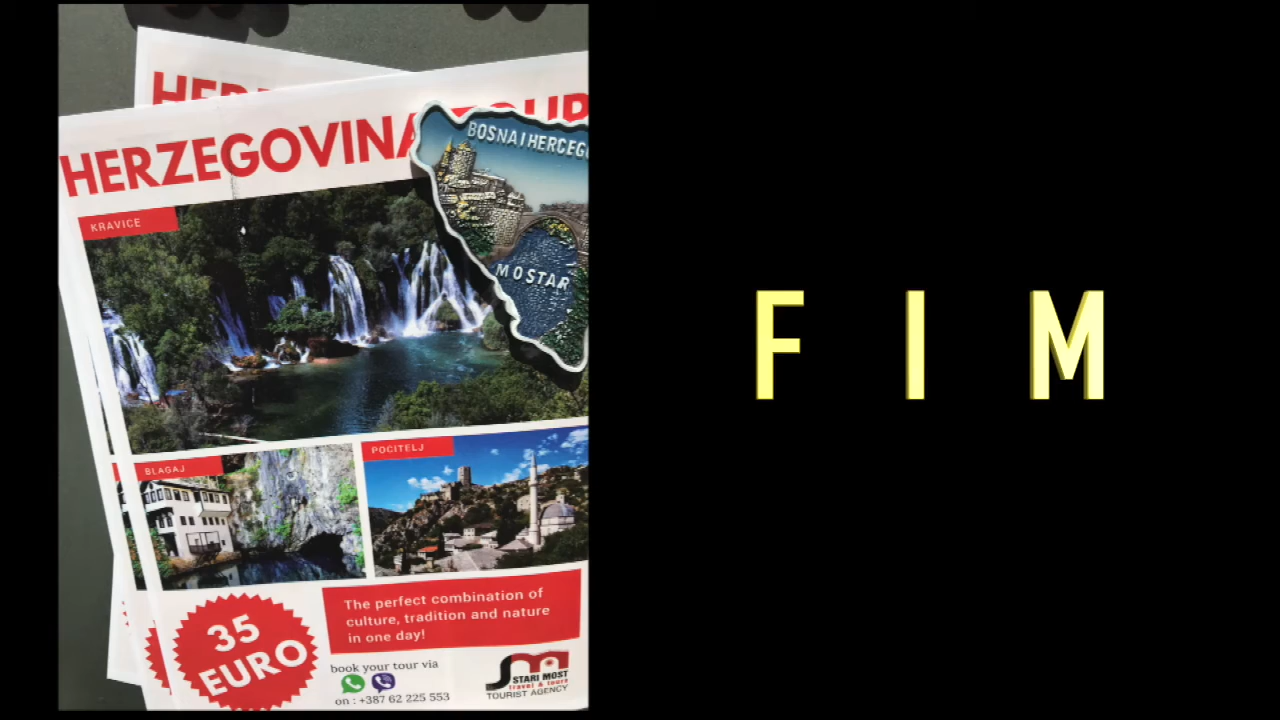 HERZEGOVINA TOUR
BOSNA I HERCEGO
MOSTAR
KRAVICE
BLAGAJ
POCITELJ
35
EURO
The perfect combination of
culture, tradition and nature
in one day!
book your tour via
on : +387 62 225 553
STARI MOST
travel & tours
TOURIST AGENCY
F I M